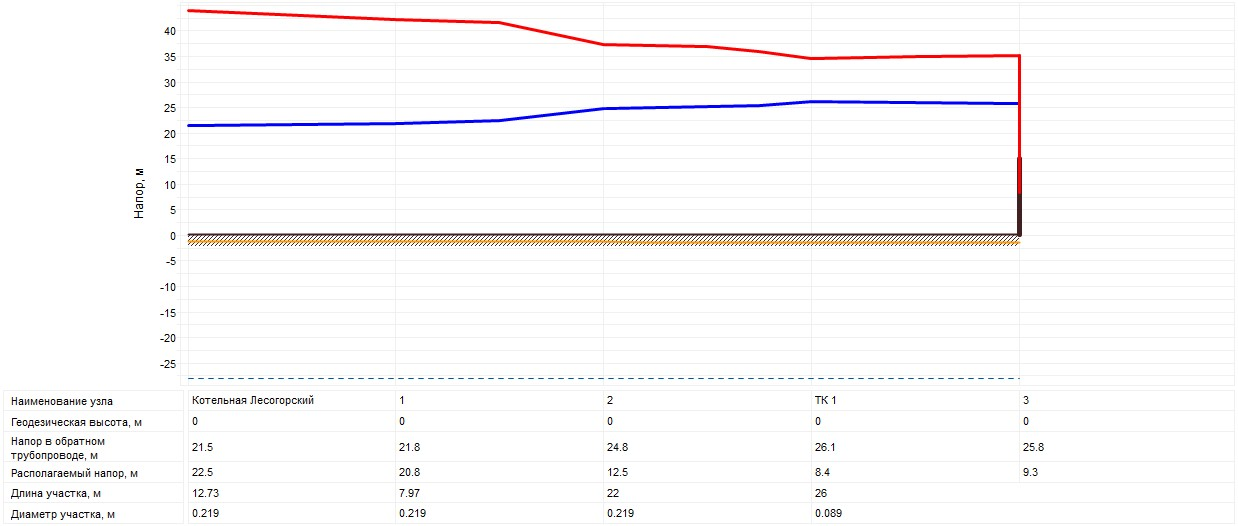 40
35
30
25
20
15
10
5
0
-5
-10
-15
-20
-25
Напор, м
Наименование узла Котельная Лесогорский 1 2 ТК 1 3
Геодезическая высота, м 0 0 0 0 0
Напор в обратном
трубопроводе, м 21.5 21.8 24.8 26.1 25.8
Располагаемый напор, м 22.5 20.8 12.5 8.4 9.3
Длина участка, м 12.73 7.97 22 26
Диаметр участка, м 0.219 0.219 0.219 0.089